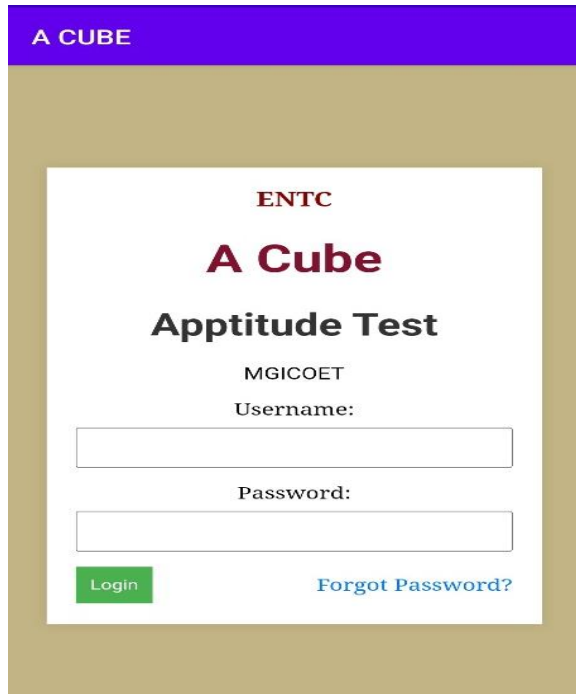 A CUBE
ENTC
A Cube
Apptitude Test
MGICOET
Username:
Password:
Login Forgot Password?